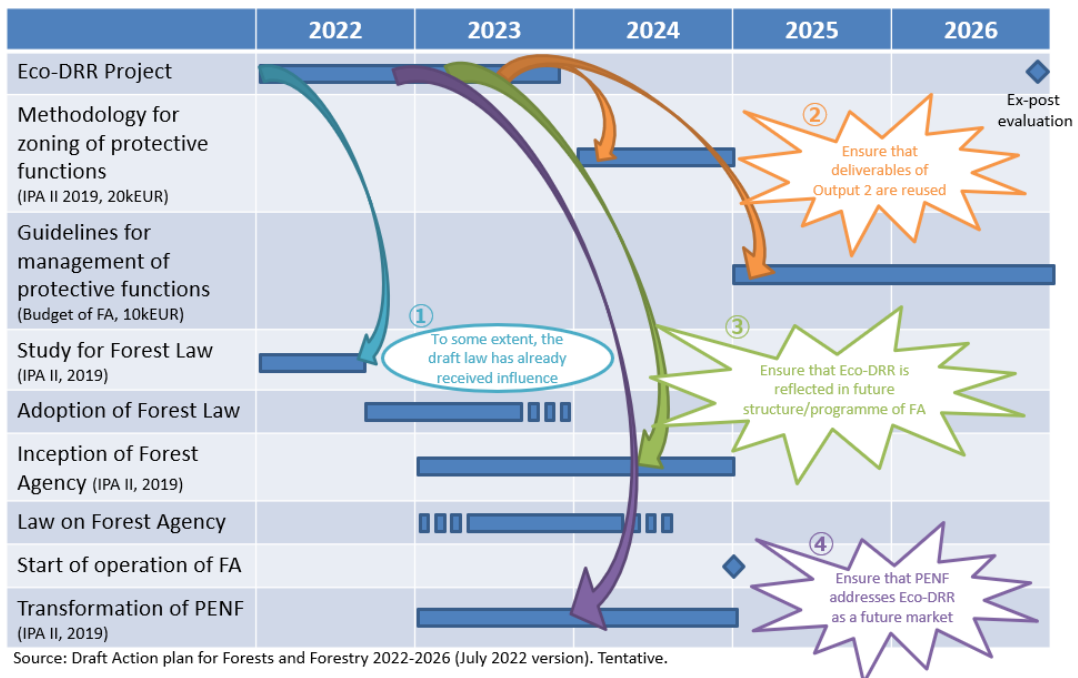 2022 2023 2024 2025 2026
Eco-DRR Project
Ex-post
evaluation
Methodology for
zoning of protective
functions
(IPA II 2019, 20kEUR)
②
Ensure that
deliverables of
Output 2 are reused
Guidelines for
management of
protective functions
(Budget of FA, 10kEUR)
Study for Forest Law
(IPA II, 2019)
①
To some extent, the
draft law has already
received influence
③
Ensure that Eco-DRR is
reflected in future
structure/programme of FA
Adoption of Forest Law
Inception of Forest
Agency (IPA II, 2019)
Law on Forest Agency
Start of operation of FA
④
Ensure that PENF
addresses Eco-DRR
as a future market
Transformation of PENF
(IPA II, 2019)
Source: Draft Action plan for Forests and Forestry 2022-2026 (July 2022 version). Tentative.